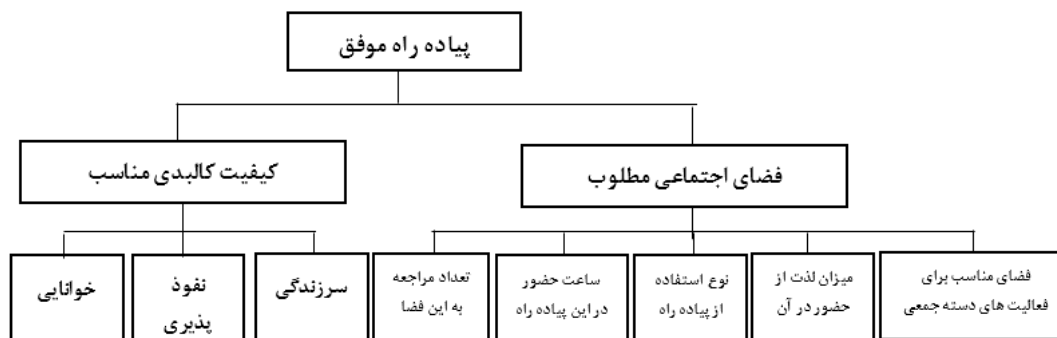 پیاده راه موفق
فضای اجتماعی مطلوب
کیفیت کالبدی مناسب
فضای مناسب برای
فعالیت های دسته جمعی
میزان لذت از
حضور در آن
نوع استفاده
از پیاده راه
ساعت حضور
در این پیاده راه
تعداد مراجعه
به این فضا
سرزندگی
نفوذ
پذیری
خوانایی